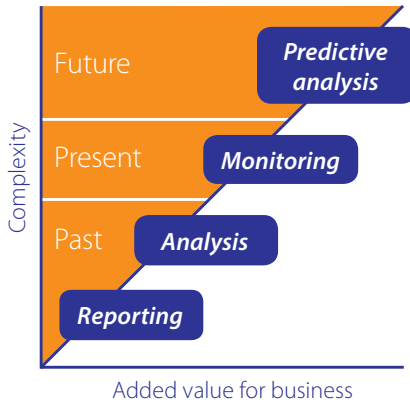 Future
Predictive
analysis
Present
Monitoring
Past
Analysis
Reporting
Complexity
Added value for business